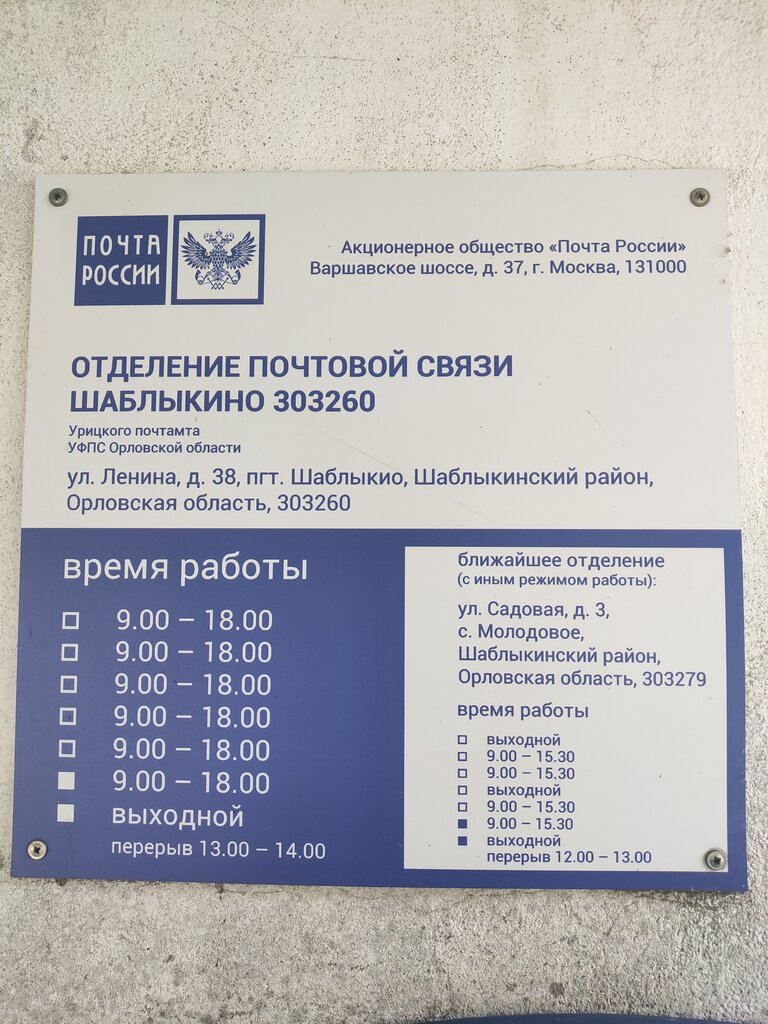 ПОЧТА
РОССИИ
Акционерное общество «Почта России»
Варшавское шоссе, д. 37, г. Москва, 131000
ОТДЕЛЕНИЕ ПОЧТОВОЙ СВЯЗИ
ШАБЛЫКИНО 303260
Урицкого почтамта
УФПС Орловской области
ул. Ленина, д. 38, пгт. Шаблыкио, Шаблыкинский район,
Орловская область, 303260
время работы
9.00 – 18.00
9.00 – 18.00
9.00 – 18.00
9.00 – 18.00
9.00 – 18.00
9.00 – 18.00
выходной
перерыв 13.00 – 14.00
ближайшее отделение
(с иным режимом работы):
ул. Садовая, д. 3,
с. Молодовое,
Шаблыкинский район,
Орловская область, 303279
время работы
выходной
9.00 – 15.30
9.00 – 15.30
выходной
9.00 – 15.30
9.00 – 15.30
выходной
перерыв 12.00 – 13.00